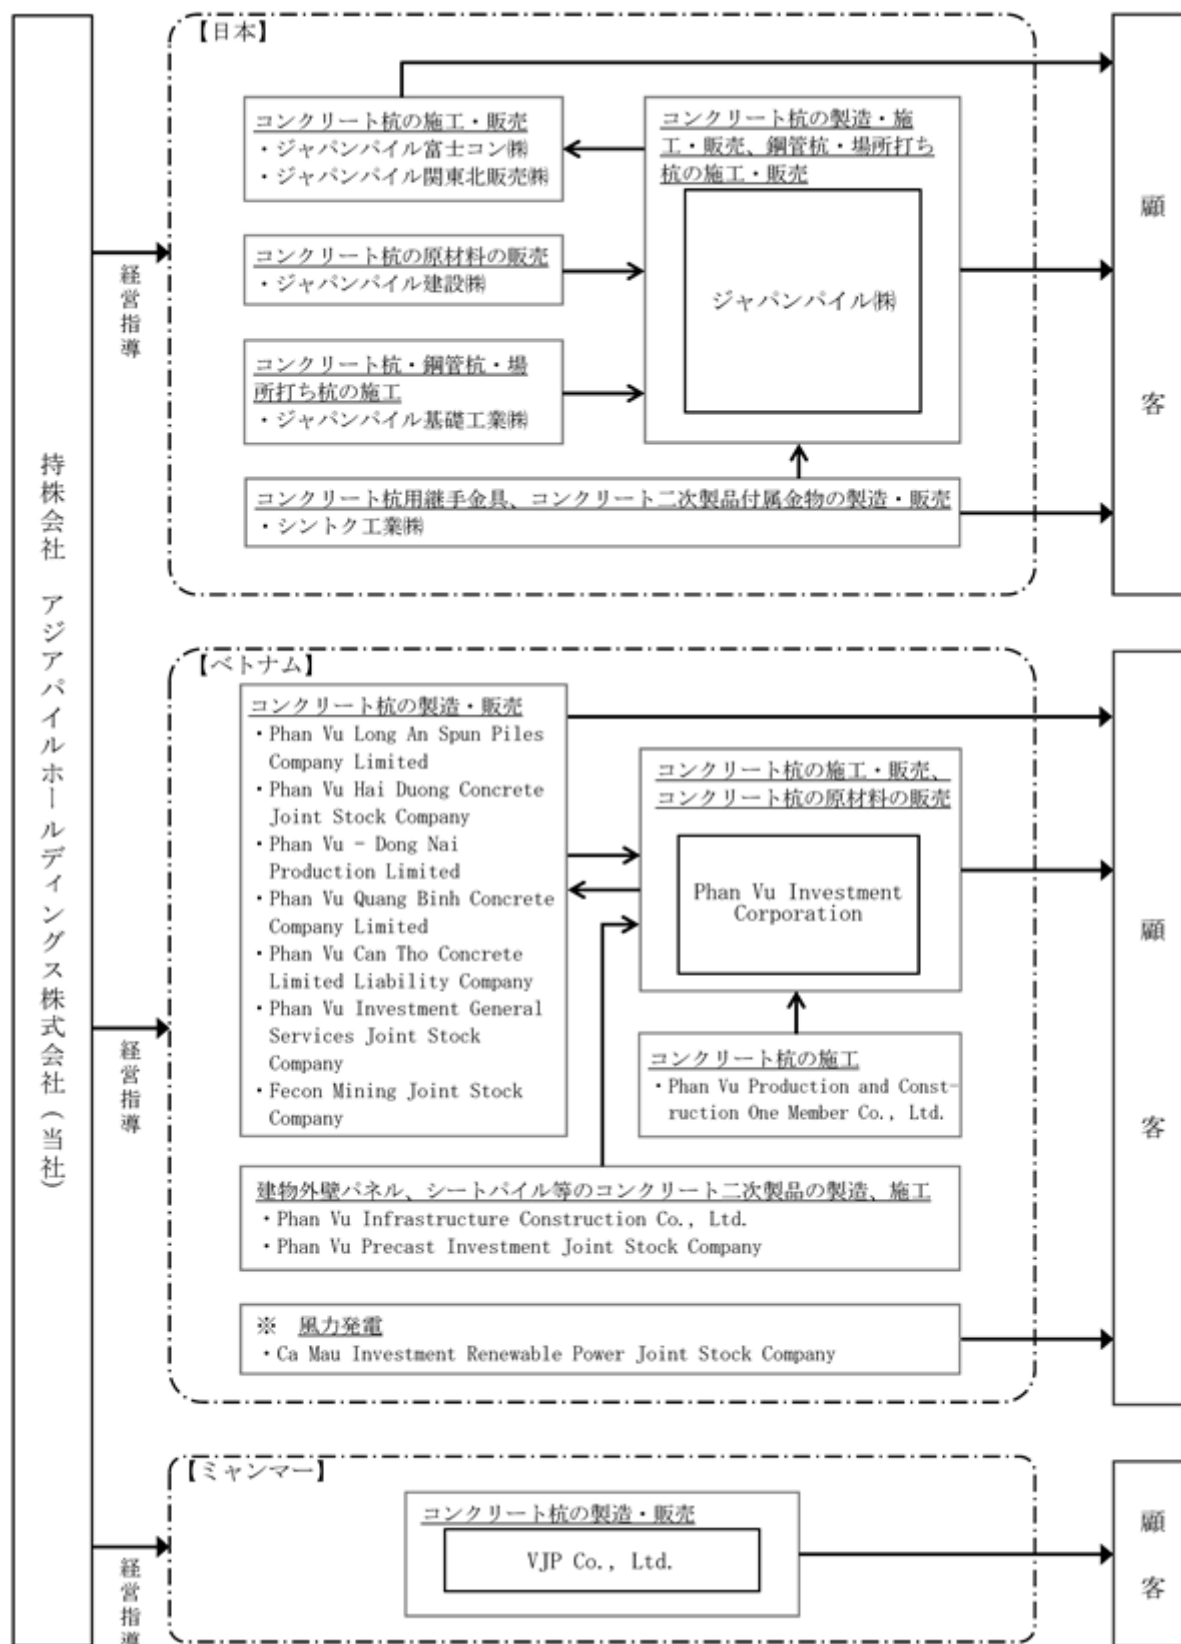 持株会社　アジアパイルホールディングス株式会社（当社）
経営指導
【日本】
コンクリート杭の施工・販売
・ジャパンパイル富士コン㈱
・ジャパンパイル関東北販売㈱
コンクリート杭の原材料の販売
・ジャパンパイル建設㈱
コンクリート杭・鋼管杭・場
所打ち杭の施工
・ジャパンパイル基礎工業㈱
コンクリート杭の製造・施
工・販売、鋼管杭・場所打ち
杭の施工・販売
ジャパンパイル㈱
コンクリート杭用継手金具、コンクリート二次製品付属金物の製造・販売
・シントク工業㈱
顧客
経営指導
【ベトナム】
コンクリート杭の製造・販売
・Phan Vu Long An Spun Piles
Company Limited
・Phan Vu Hai Duong Concrete
Joint Stock Company
・Phan Vu － Dong Nai
Production Limited
・Phan Vu Quang Binh Concrete
Company Limited
・Phan Vu Can Tho Concrete
Limited Liability Company
・Phan Vu Investment General
Services Joint Stock
Company
・Fecon Mining Joint Stock
Company
コンクリート杭の施工・販売、
コンクリート杭の原材料の販売
Phan Vu Investment
Corporation
コンクリート杭の施工
・Phan Vu Production and Const-
ruction One Member Co., Ltd.
建物外壁パネル、シートパイル等のコンクリート二次製品の製造、施工
・Phan Vu Infrastructure Construction Co., Ltd.
・Phan Vu Precast Investment Joint Stock Company
※　風力発電
・Ca Mau Investment Renewable Power Joint Stock Company
顧客
経営指導
【ミャンマー】
コンクリート杭の製造・販売
VJP Co., Ltd.
顧客